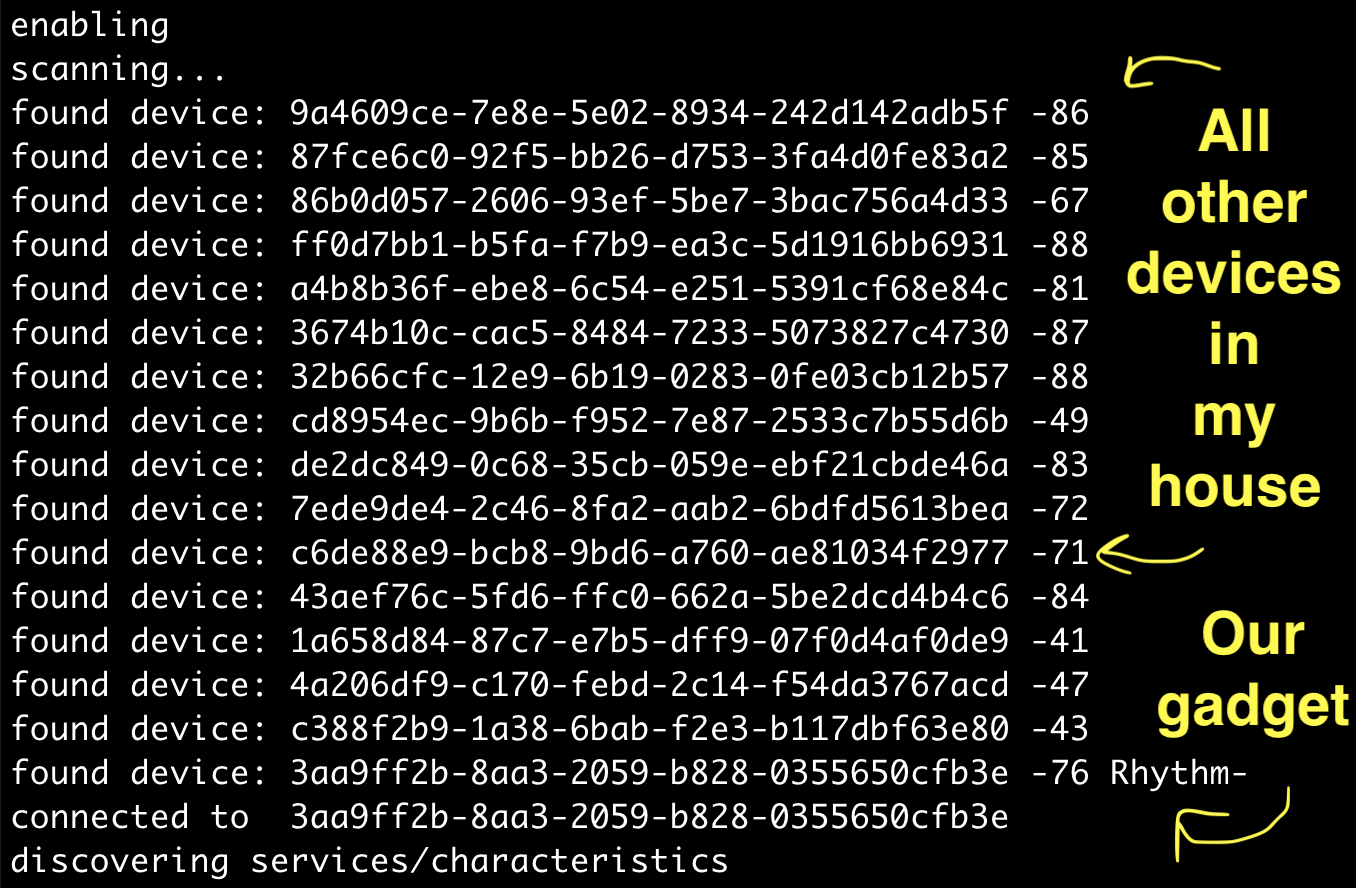 enabling
scanning...
found device: 9a4609ce-7e8e-5e02-8934-242d142adb5f -86
found device: 87fce6c0-92f5-bb26-d753-3fa4d0fe83a2 -85
found device: 86b0d057-2606-93ef-5be7-3bac756a4d33 -67
found device: ff0d7bb1-b5fa-f7b9-ea3c-5d1916bb6931 -88
found device: a4b8b36f-ebe8-6c54-e251-5391cf68e84c -81
found device: 3674b10c-cac5-8484-7233-5073827c4730 -87
found device: 32b66cfc-12e9-6b19-0283-0fe03cb12b57 -88
found device: cd8954ec-9b6b-f952-7e87-2533c7b55d6b -49
found device: de2dc849-0c68-35cb-059e-ebf21cbde46a -83
found device: 7ede9de4-2c46-8fa2-aab2-6bdfd5613bea -72
found device: c6de88e9-bcb8-9bd6-a760-ae81034f2977 -71
found device: 43aef76c-5fd6-ffc0-662a-5be2dcd4b4c6 -84
found device: 1a658d84-87c7-e7b5-dff9-07f0d4af0de9 -41
found device: 4a206df9-c170-febd-2c14-f54da3767acd -47
found device: c388f2b9-1a38-6bab-f2e3-b117dbf63e80 -43
found device: 3aa9ff2b-8aa3-2059-b828-0355650cfb3e -76 Rhythm-
connected to  3aa9ff2b-8aa3-2059-b828-0355650cfb3e
discovering services/characteristics
All
other
devices
in
my
house
Our
gadget